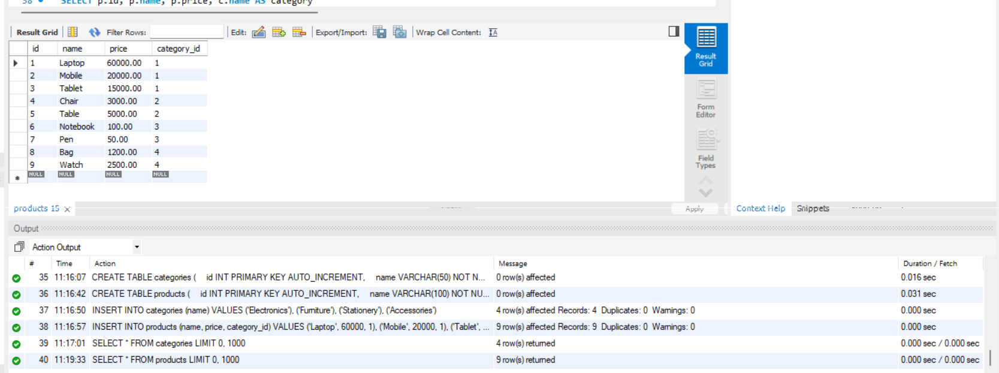 38 SELECT p.id, p.name, p.price, c.name AS category
Result Grid Filter Rows: Edit: Export/Import: Wrap Cell Content:
id name price category_id
1 Laptop 60000.00 1
2 Mobile 20000.00 1
3 Tablet 15000.00 1
4 Chair 3000.00 2
5 Table 5000.00 2
6 Notebook 100.00 3
7 Pen 50.00 3
8 Bag 1200.00 4
9 Watch 2500.00 4
NULL NULL NULL NULL
Result
Grid
Form
Editor
Field
Types
products 15 Apply Context Help Snippets
Output
Action Output
# Time Action Message Duration / Fetch
35 11:16:07 CREATE TABLE categories ( id INT PRIMARY KEY AUTO_INCREMENT, name VARCHAR(50) NOT N... 0 row(s) affected 0.016 sec
36 11:16:42 CREATE TABLE products ( id INT PRIMARY KEY AUTO_INCREMENT, name VARCHAR(100) NOT NU... 0 row(s) affected 0.031 sec
37 11:16:50 INSERT INTO categories (name) VALUES ('Electronics'), ('Furniture'), ('Stationery'), ('Accessories') 4 row(s) affected Records: 4 Duplicates: 0 Warnings: 0 0.000 sec
38 11:16:57 INSERT INTO products (name, price, category_id) VALUES ('Laptop', 60000, 1), ('Mobile', 20000, 1), ('Tablet', ... 9 row(s) affected Records: 9 Duplicates: 0 Warnings: 0 0.000 sec
39 11:17:01 SELECT * FROM categories LIMIT 0, 1000 4 row(s) returned 0.000 sec / 0.000 sec
40 11:19:33 SELECT * FROM products LIMIT 0, 1000 9 row(s) returned 0.000 sec / 0.000 sec